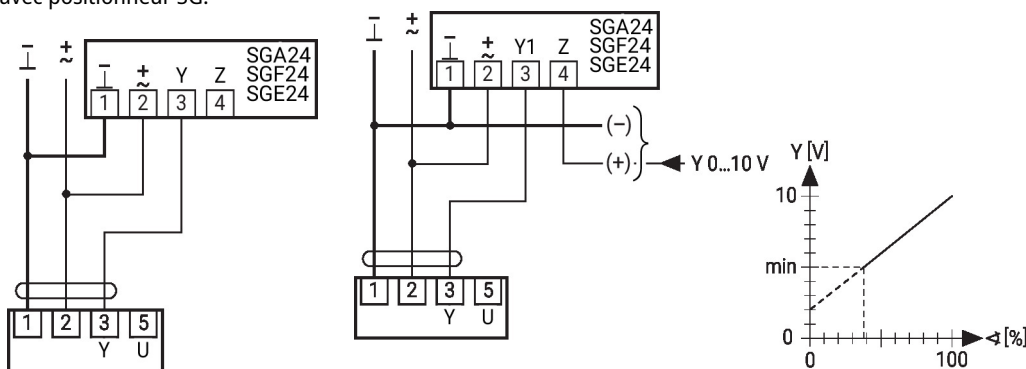 avec positionneur SG.
⊥ – ~ +
SGA24
SGF24
SGE24
⊥ – ~ + Y Z
1 2 3 4
1 2 3 5
Y U
⊥ – ~ +
SGA24
SGF24
SGE24
⊥ – ~ + Y1 Z
1 2 3 4
(–)
(+) Y 0...10 V
1 2 3 5
Y U
Y [V]
10
min
0
0 100
∢ [%]